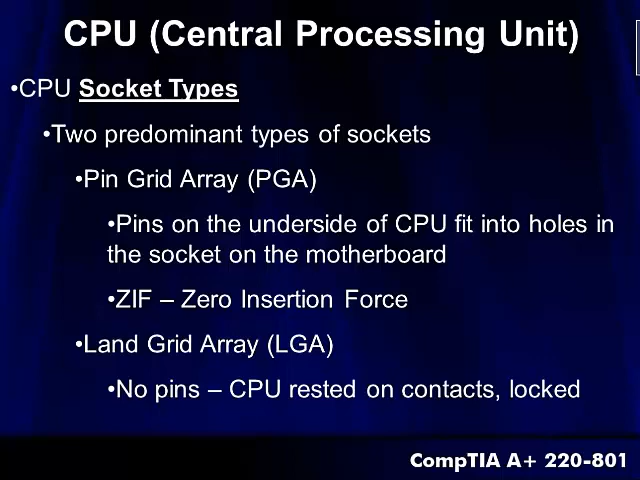 CPU (Central Processing Unit)
•CPU Socket Types
•Two predominant types of sockets
•Pin Grid Array (PGA)
•Pins on the underside of CPU fit into holes in
the socket on the motherboard
•ZIF – Zero Insertion Force
•Land Grid Array (LGA)
•No pins – CPU rested on contacts, locked
CompTIA A+ 220-801